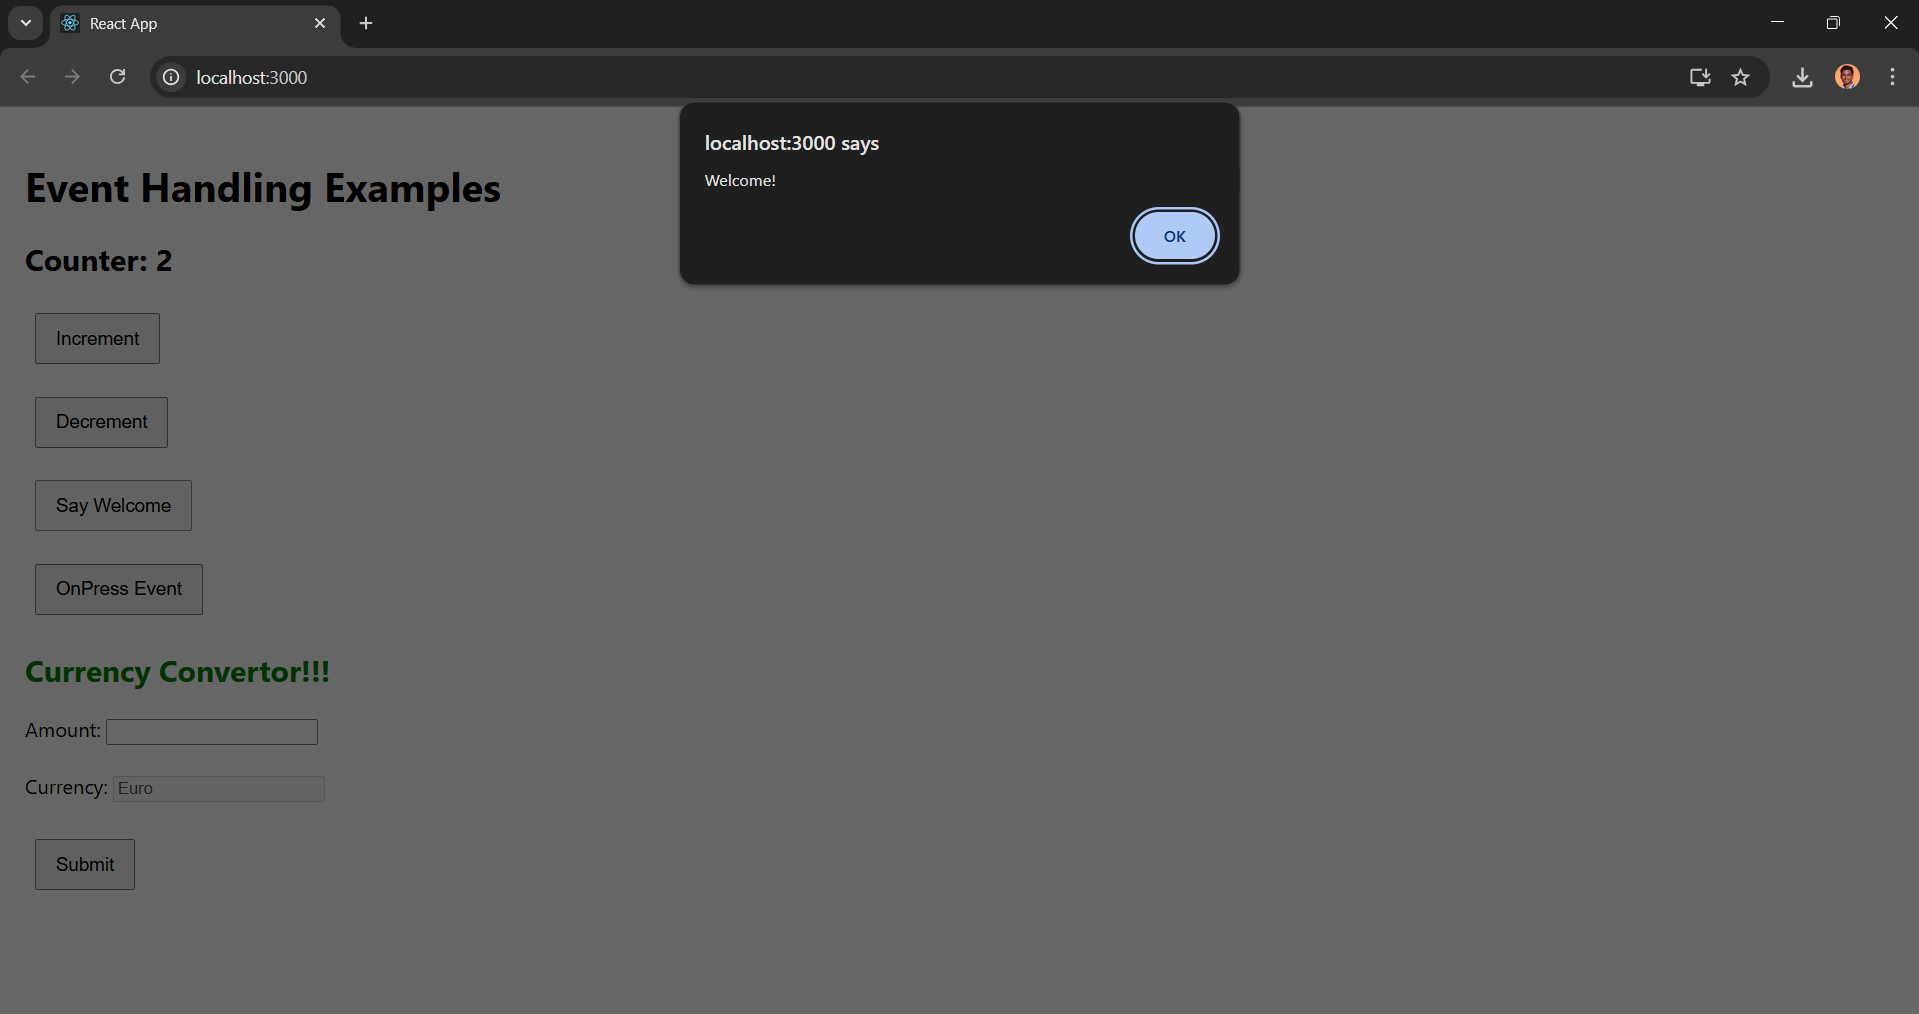 React App
localhost:3000
localhost:3000 says
Welcome!
OK
Event Handling Examples
Counter: 2
Increment
Decrement
Say Welcome
OnPress Event
Currency Convertor!!!
Amount:
Currency: Euro
Submit